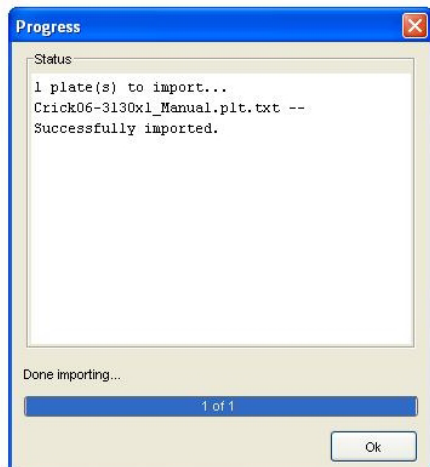 Progress
Status
1 plate(s) to import...
Crick06-3130xl_Manual.plt.txt --
Successfully imported.
Done importing...
1 of 1
Ok